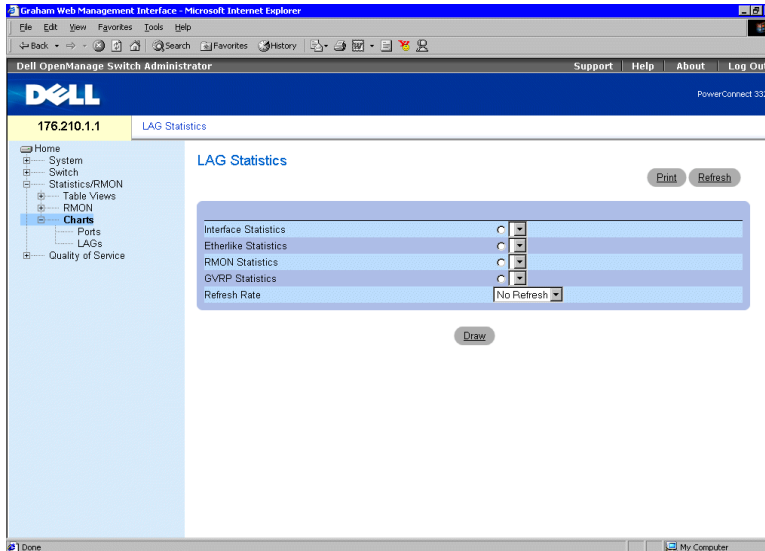 Graham Web Management Interface - Microsoft Internet Explorer
File Edit View Favorites Tools Help
Back Search Favorites History
Dell OpenManage Switch Administrator Support Help About Log Out
DELL
PowerConnect 33
176.210.1.1 LAG Statistics
Home
System
Switch
Statistics/RMON
Table Views
RMON
Charts
Ports
LAGs
Quality of Service
LAG Statistics
Print Refresh
Interface Statistics
Etherlike Statistics
RMON Statistics
GVRP Statistics
Refresh Rate No Refresh
Draw
Done My Computer